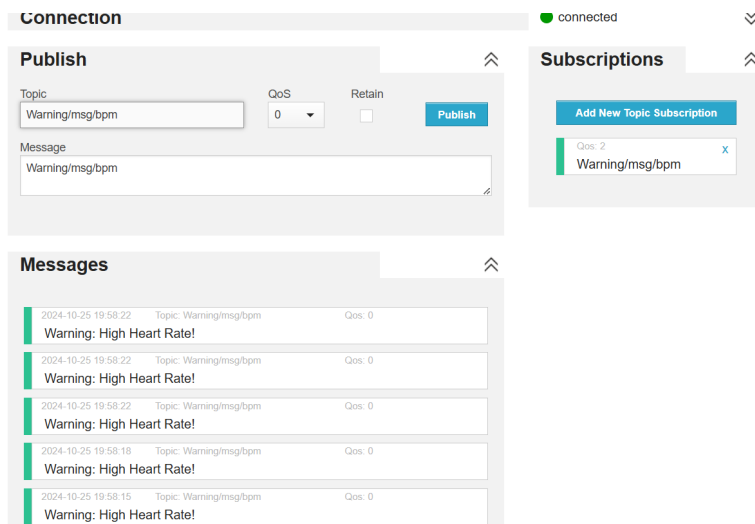 Connection
connected
Publish
Topic
QoS
Retain
Warning/msg/bpm
0
Publish
Message
Warning/msg/bpm
Subscriptions
Add New Topic Subscription
Qos: 2
x
Warning/msg/bpm
Messages
2024-10-25 19:58:22 Topic: Warning/msg/bpm Qos: 0
Warning: High Heart Rate!
2024-10-25 19:58:22 Topic: Warning/msg/bpm Qos: 0
Warning: High Heart Rate!
2024-10-25 19:58:22 Topic: Warning/msg/bpm Qos: 0
Warning: High Heart Rate!
2024-10-25 19:58:18 Topic: Warning/msg/bpm Qos: 0
Warning: High Heart Rate!
2024-10-25 19:58:15 Topic: Warning/msg/bpm Qos: 0
Warning: High Heart Rate!